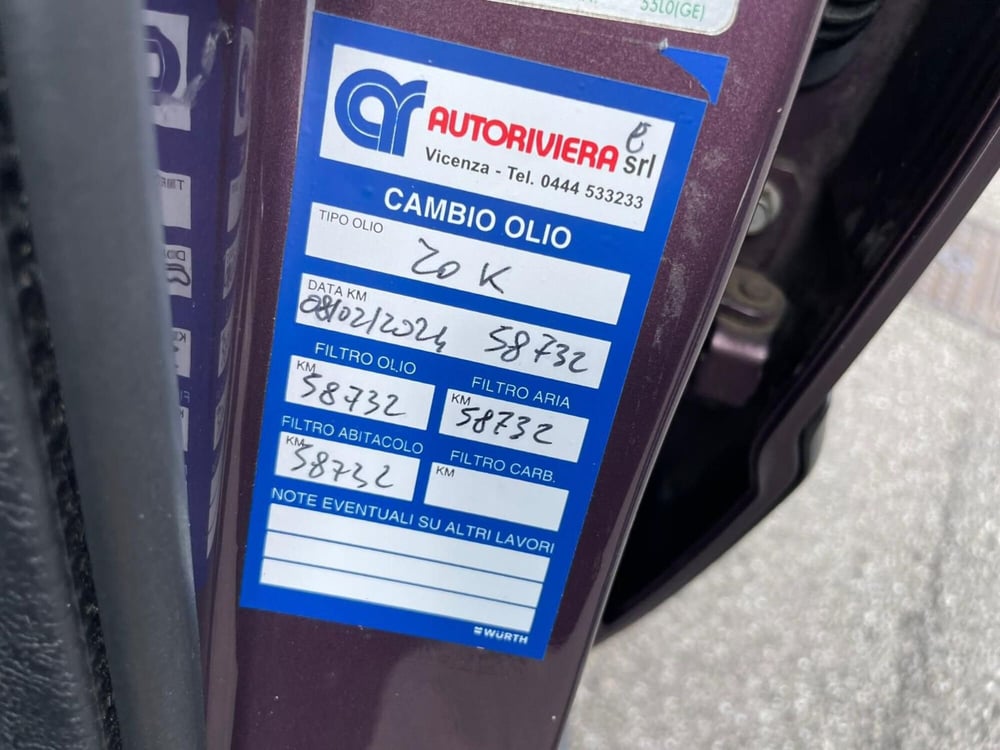 53L0(GE)
ar AUTORIVIERA srl
Vicenza - Tel. 0444 533233
CAMBIO OLIO
TIPO OLIO
20 K
DATA KM
08/02/2024 58732
FILTRO OLIO FILTRO ARIA
KM 58732 KM 58732
FILTRO ABITACOLO FILTRO CARB.
KM 58732 KM
NOTE EVENTUALI SU ALTRI LAVORI
WÜRTH